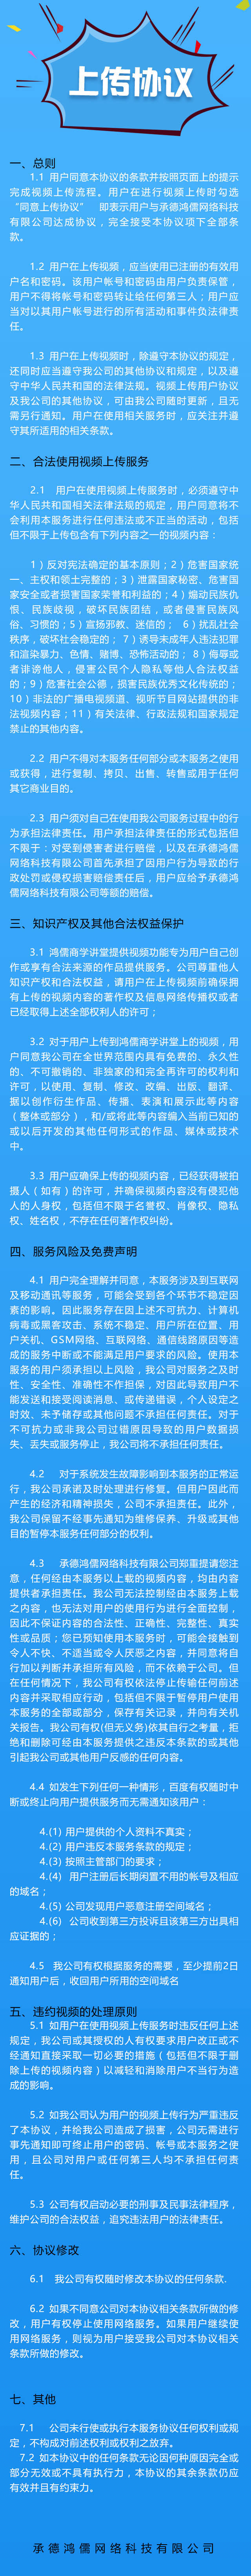 上传协议
一、总则
1.1 用户同意本协议的条款并按照页面上的提示
完成视频上传流程。用户在进行视频上传时勾选
“同意上传协议” 即表示用户与承德鸿儒网络科技
有限公司达成协议，完全接受本协议项下全部条
款。
1.2 用户在上传视频，应当使用已注册的有效用
户名和密码。该用户帐号和密码由用户负责保管，
用户不得将帐号和密码转让给任何第三人；用户应
当对以其用户帐号进行的所有活动和事件负法律责
任。
1.3 用户在上传视频时，除遵守本协议的规定，
还同时应当遵守我公司的其他协议和规定，以及遵
守中华人民共和国的法律法规。视频上传用户协议
及我公司的其他协议，可由我公司随时更新，且无
需另行通知。用户在使用相关服务时，应关注并遵
守其所适用的相关条款。
二、合法使用视频上传服务
2.1 用户在使用视频上传服务时，必须遵守中
华人民共和国相关法律法规的规定，用户同意将不
会利用本服务进行任何违法或不正当的活动，包括
但不限于上传包含有下列内容之一的视频内容：
1）反对宪法确定的基本原则；2）危害国家统
一、主权和领土完整的；3）泄露国家秘密、危害国
家安全或者损害国家荣誉和利益的；4）煽动民族仇
恨、民族歧视，破坏民族团结，或者侵害民族风
俗、习惯的；5）宣扬邪教、迷信的； 6）扰乱社会
秩序，破坏社会稳定的； 7）诱导未成年人违法犯罪
和渲染暴力、色情、赌博、恐怖活动的； 8）侮辱或
者诽谤他人，侵害公民个人隐私等他人合法权益
的；9）危害社会公德，损害民族优秀文化传统的；
10）非法的广播电视频道、视听节目网站提供的非
法视频内容；11）有关法律、行政法规和国家规定
禁止的其他内容。
2.2 用户不得对本服务任何部分或本服务之使用
或获得，进行复制、拷贝、出售、转售或用于任何
其它商业目的。
2.3 用户须对自己在使用我公司服务过程中的行
为承担法律责任。用户承担法律责任的形式包括但
不限于：对受到侵害者进行赔偿，以及在承德鸿儒
网络科技有限公司首先承担了因用户行为导致的行
政处罚或侵权损害赔偿责任后，用户应给予承德鸿
儒网络科技有限公司等额的赔偿。
三、知识产权及其他合法权益保护
3.1 鸿儒商学讲堂提供视频功能专为用户自己创
作或享有合法来源的作品提供服务。公司尊重他人
知识产权和合法权益，请用户在上传视频前确保拥
有上传的视频内容的著作权及信息网络传播权或者
已经取得上述全部权利人的许可；
3.2 对于用户上传到鸿儒商学讲堂上的视频，用
户同意我公司在全世界范围内具有免费的、永久性
的、不可撤销的、非独家的和完全再许可的权利和
许可，以使用、复制、修改、改编、出版、翻译、
据以创作衍生作品、传播、表演和展示此等内容
（整体或部分），和/或将此等内容编入当前已知的
或以后开发的其他任何形式的作品、媒体或技术
中。
3.3 用户应确保上传的视频内容，已经获得被拍
摄人（如有）的许可，并确保视频内容没有侵犯他
人的人身权，包括但不限于名誉权、肖像权、隐私
权、姓名权，不存在任何著作权纠纷。
四、服务风险及免费声明
4.1 用户完全理解并同意，本服务涉及到互联网
及移动通讯等服务，可能会受到各个环节不稳定因
素的影响。因此服务存在因上述不可抗力、计算机
病毒或黑客攻击、系统不稳定、用户所在位置、用
户关机、GSM网络、互联网络、通信线路原因等造
成的服务中断或不能满足用户要求的风险。使用本
服务的用户须承担以上风险，我公司对服务之及时
性、安全性、准确性不作担保，对因此导致用户不
能发送和接受阅读消息、或传递错误，个人设定之
时效、未予储存或其他问题不承担任何责任。对于
不可抗力或非我公司过错原因导致的用户数据损
失、丢失或服务停止，我公司将不承担任何责任。
4.2 对于系统发生故障影响到本服务的正常运
行，我公司承诺及时处理进行修复。但用户因此而
产生的经济和精神损失，公司不承担责任。此外，
我公司保留不经事先通知为维修保养、升级或其他
目的暂停本服务任何部分的权利。
4.3 承德鸿儒网络科技有限公司郑重提请您注
意，任何经由本服务以上载的视频内容，均由内容
提供者承担责任。我公司无法控制经由本服务上载
之内容，也无法对用户的使用行为进行全面控制，
因此不保证内容的合法性、正确性、完整性、真实
性或品质；您已预知使用本服务时，可能会接触到
令人不快、不适当或令人厌恶之内容，并同意将自
行加以判断并承担所有风险，而不依赖于公司。但
在任何情况下，我公司有权依法停止传输任何前述
内容并采取相应行动，包括但不限于暂停用户使用
本服务的全部或部分，保存有关记录，并向有关机
关报告。我公司有权(但无义务)依其自行之考量，拒
绝和删除可经由本服务提供之违反本条款的或其他
引起我公司或其他用户反感的任何内容。
4.4 如发生下列任何一种情形，百度有权随时中
断或终止向用户提供服务而无需通知该用户：
4.(1) 用户提供的个人资料不真实；
4.(2) 用户违反本服务条款的规定；
4.(3) 按照主管部门的要求；
4.(4) 用户注册后长期闲置不用的帐号及相应
的域名；
4.(5) 公司发现用户恶意注册空间域名；
4.(6) 公司收到第三方投诉且该第三方出具相
应证据的；
4.5 我公司有权根据服务的需要，至少提前2日
通知用户后，收回用户所用的空间域名
五、违约视频的处理原则
5.1 如用户在使用视频上传服务时违反任何上述
规定，我公司或其授权的人有权要求用户改正或不
经通知直接采取一切必要的措施（包括但不限于删
除上传的视频内容）以减轻和消除用户不当行为造
成的影响。
5.2 如我公司认为用户的视频上传行为严重违反
了本协议，并给我公司造成了损害，公司无需进行
事先通知即可终止用户的密码、帐号或本服务之使
用，且公司对用户或任何第三人均不承担任何责
任。
5.3 公司有权启动必要的刑事及民事法律程序，
维护公司的合法权益，追究违法用户的法律责任。
六、协议修改
6.1 我公司有权随时修改本协议的任何条款.
6.2 如果不同意公司对本协议相关条款所做的修
改，用户有权停止使用网络服务。如果用户继续使
用网络服务，则视为用户接受我公司对本协议相关
条款所做的修改。
七、其他
7.1 公司未行使或执行本服务协议任何权利或规
定，不构成对前述权利或权利之放弃。
7.2 如本协议中的任何条款无论因何种原因完全或
部分无效或不具有执行力，本协议的其余条款仍应
有效并且有约束力。
承德鸿儒网络科技有限公司